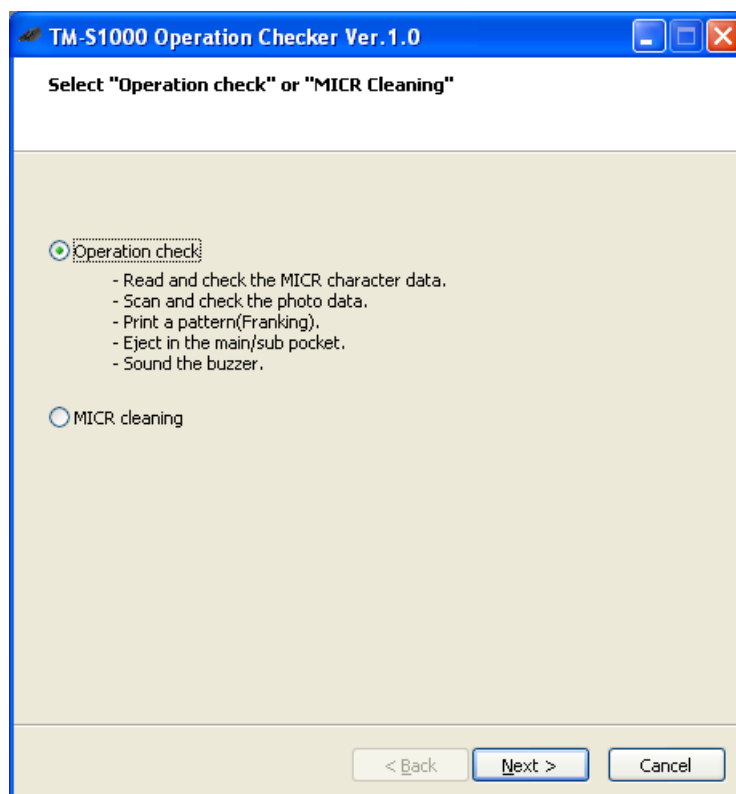 TM-S1000 Operation Checker Ver.1.0
Select "Operation check" or "MICR Cleaning"
Operation check
- Read and check the MICR character data.
- Scan and check the photo data.
- Print a pattern(Franking).
- Eject in the main/sub pocket.
- Sound the buzzer.
MICR cleaning
< Back Next > Cancel